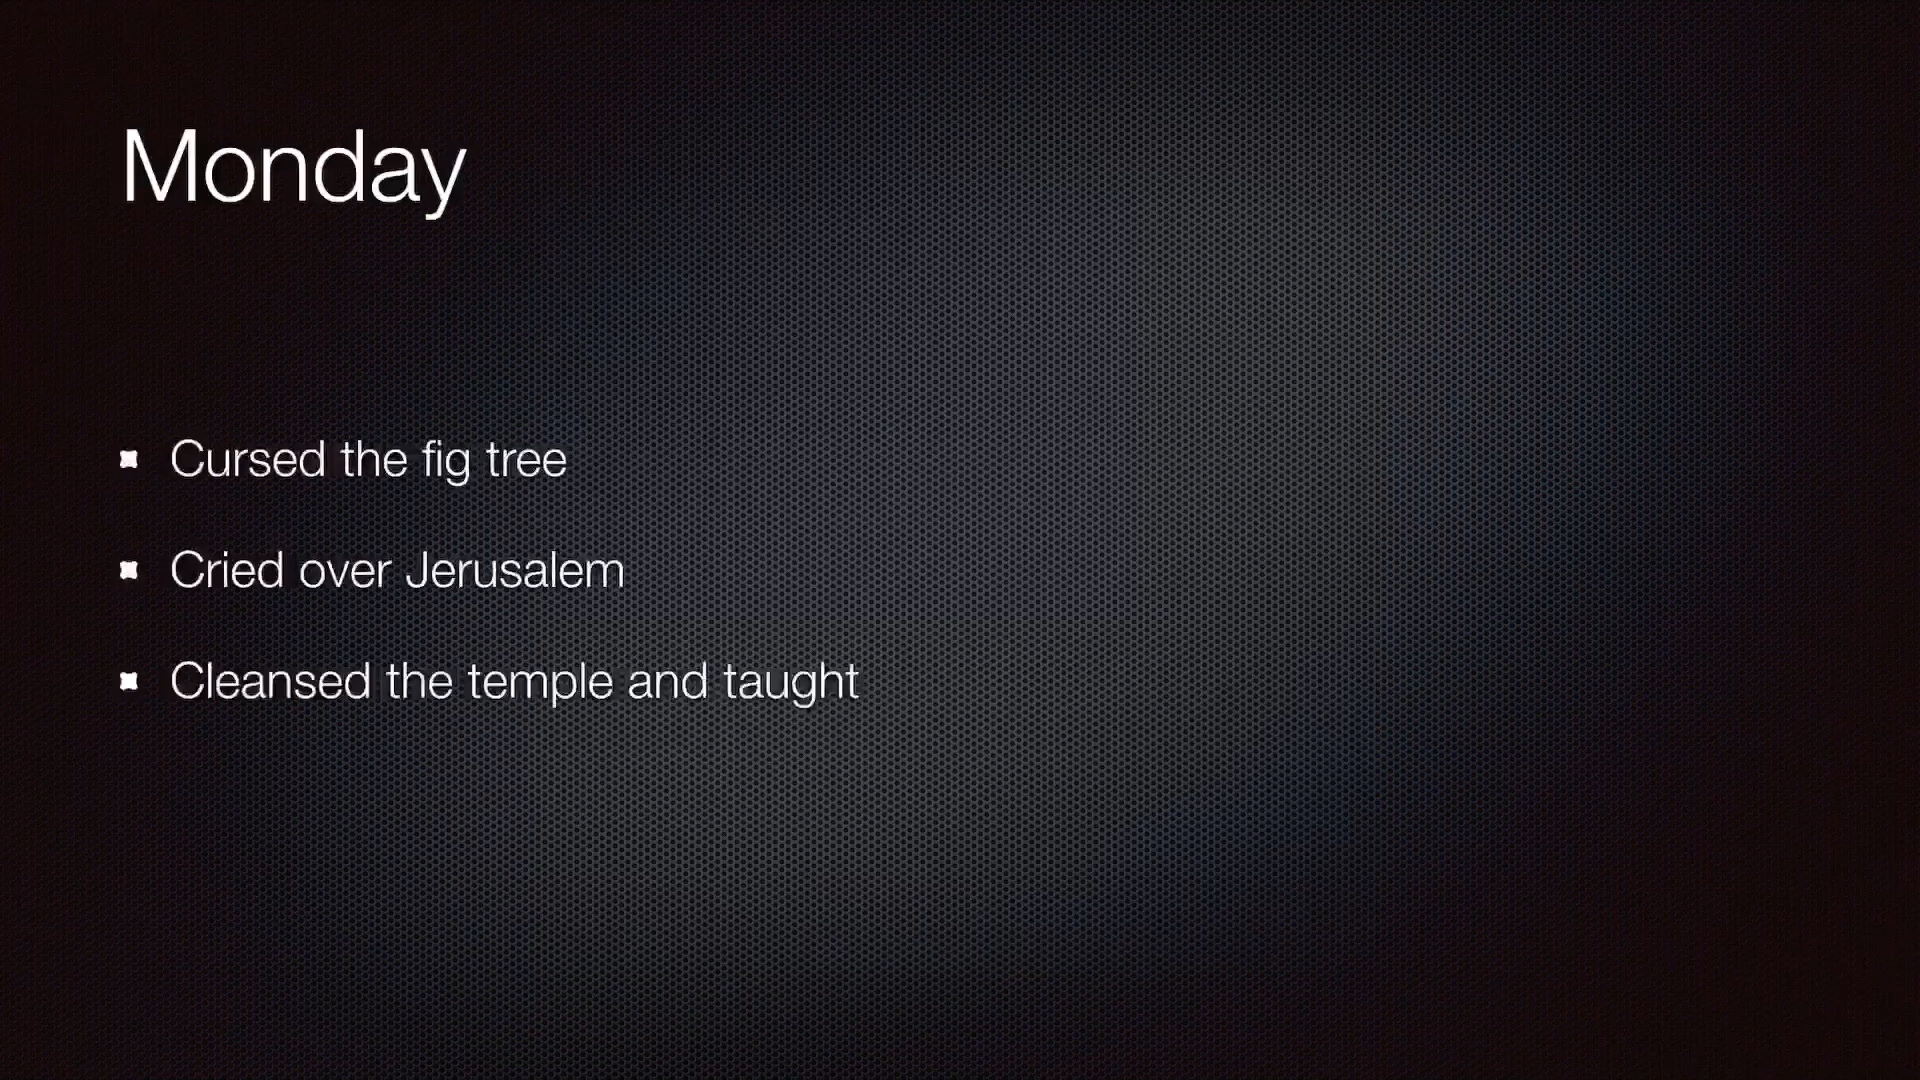 Monday
Cursed the fig tree
Cried over Jerusalem
Cleansed the temple and taught